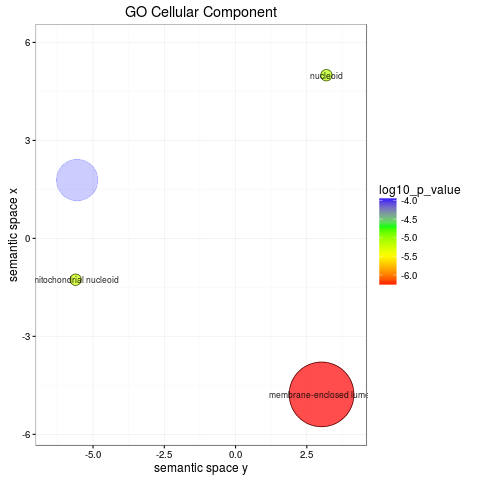 GO Cellular Component
6
3
0
-3
-6
semantic space x
nucleoid
mitochondrial nucleoid
membrane-enclosed lume
-5.0
-2.5
0.0
2.5
semantic space y
log10_p_value
-4.0
-4.5
-5.0
-5.5
-6.0